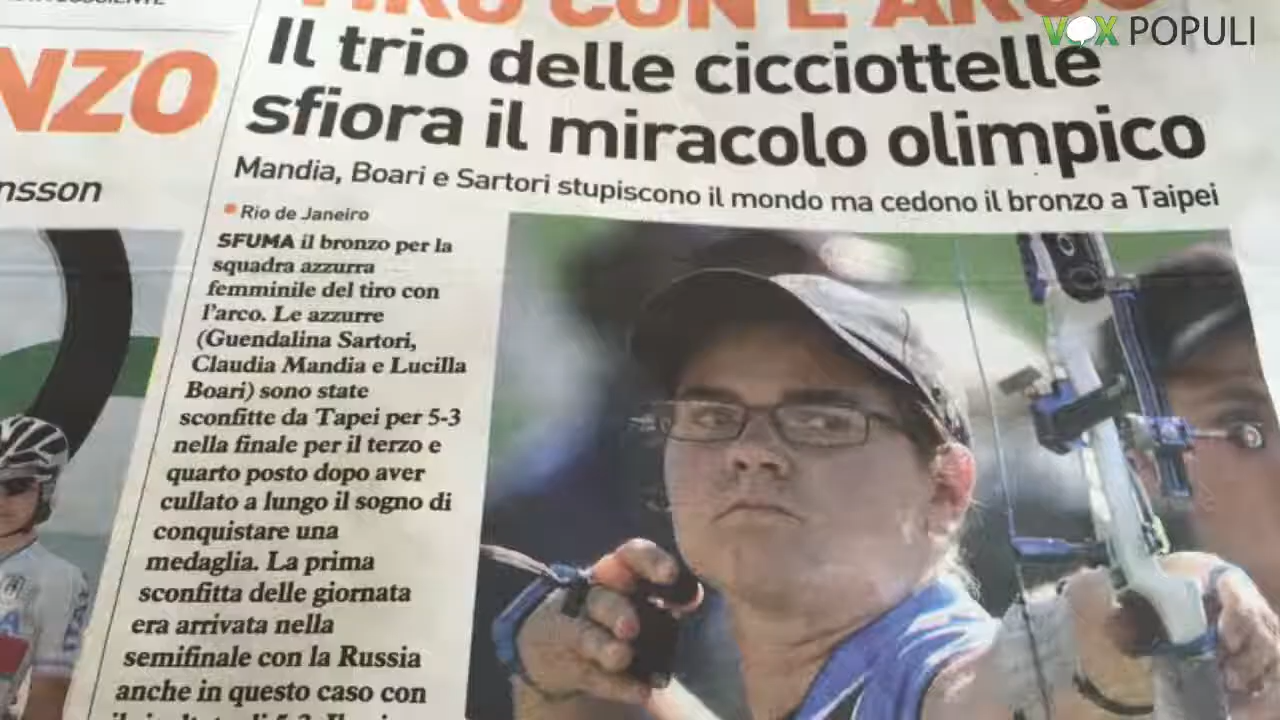 VOX POPULI
TIRO CON L'ARCO
Il trio delle cicciottelle
sfiora il miracolo olimpico
Mandia, Boari e Sartori stupiscono il mondo ma cedono il bronzo a Taipei
NZO
nsson
Rio de Janeiro
SFUMA il bronzo per la
squadra azzurra
femminile del tiro con
l'arco. Le azzurre
(Guendalina Sartori,
Claudia Mandia e Lucilla
Boari) sono state
sconfitte da Tapei per 5-3
nella finale per il terzo e
quarto posto dopo aver
cullato a lungo il sogno di
conquistare una
medaglia. La prima
sconfitta delle giornata
era arrivata nella
semifinale con la Russia
anche in questo caso con